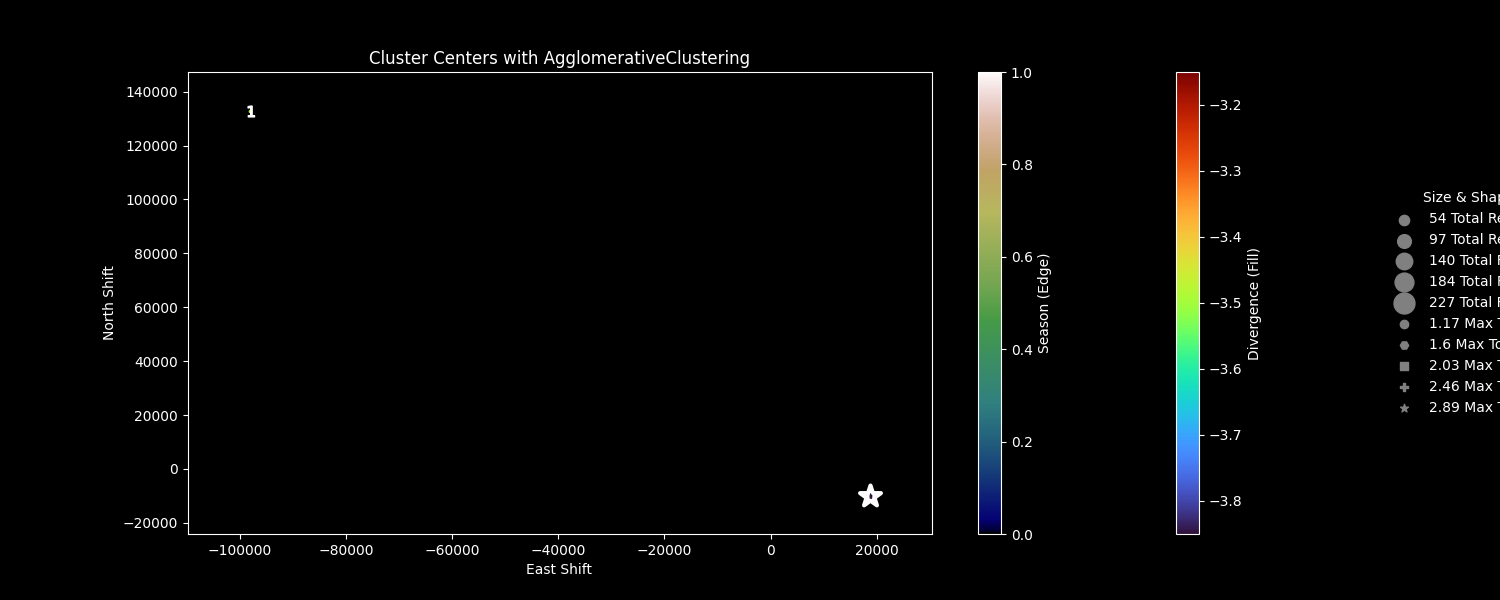 Cluster Centers with AgglomerativeClustering
140000
120000
100000
80000
60000
40000
20000
0
−20000
North Shift
1
−100000
−80000
−60000
−40000
−20000
0
20000
East Shift
1.0
0.8
0.6
0.4
0.2
0.0
Season (Edge)
−3.2
−3.3
−3.4
−3.5
−3.6
−3.7
−3.8
Divergence (Fill)
Size & Shap
54 Total Re
97 Total Re
140 Total
184 Total
227 Total
1.17 Max
1.6 Max To
2.03 Max
2.46 Max
2.89 Max